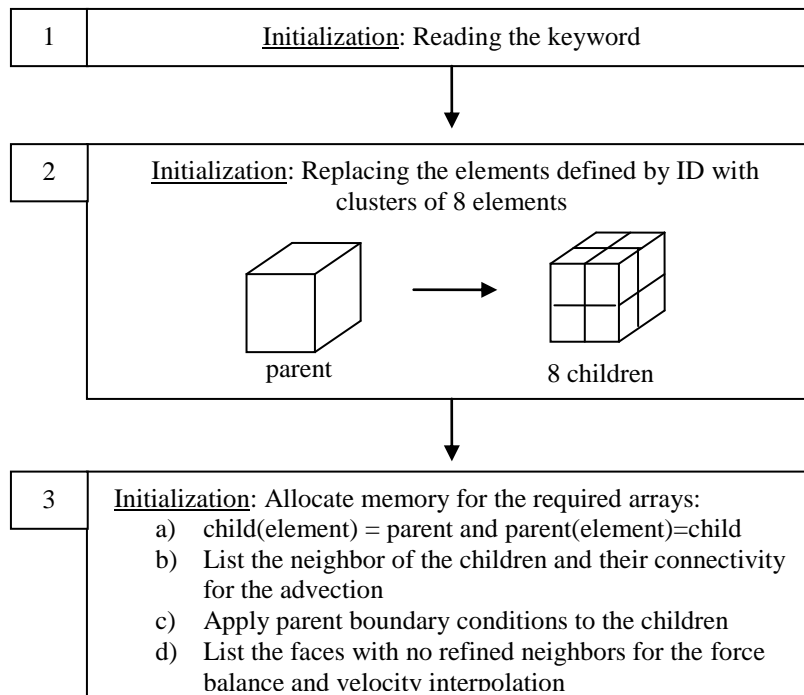 1
Initialization: Reading the keyword
2
Initialization: Replacing the elements defined by ID with
clusters of 8 elements
parent
8 children
3
Initialization: Allocate memory for the required arrays:
a) child(element) = parent and parent(element)=child
b) List the neighbor of the children and their connectivity
for the advection
c) Apply parent boundary conditions to the children
d) List the faces with no refined neighbors for the force
balance and velocity interpolation